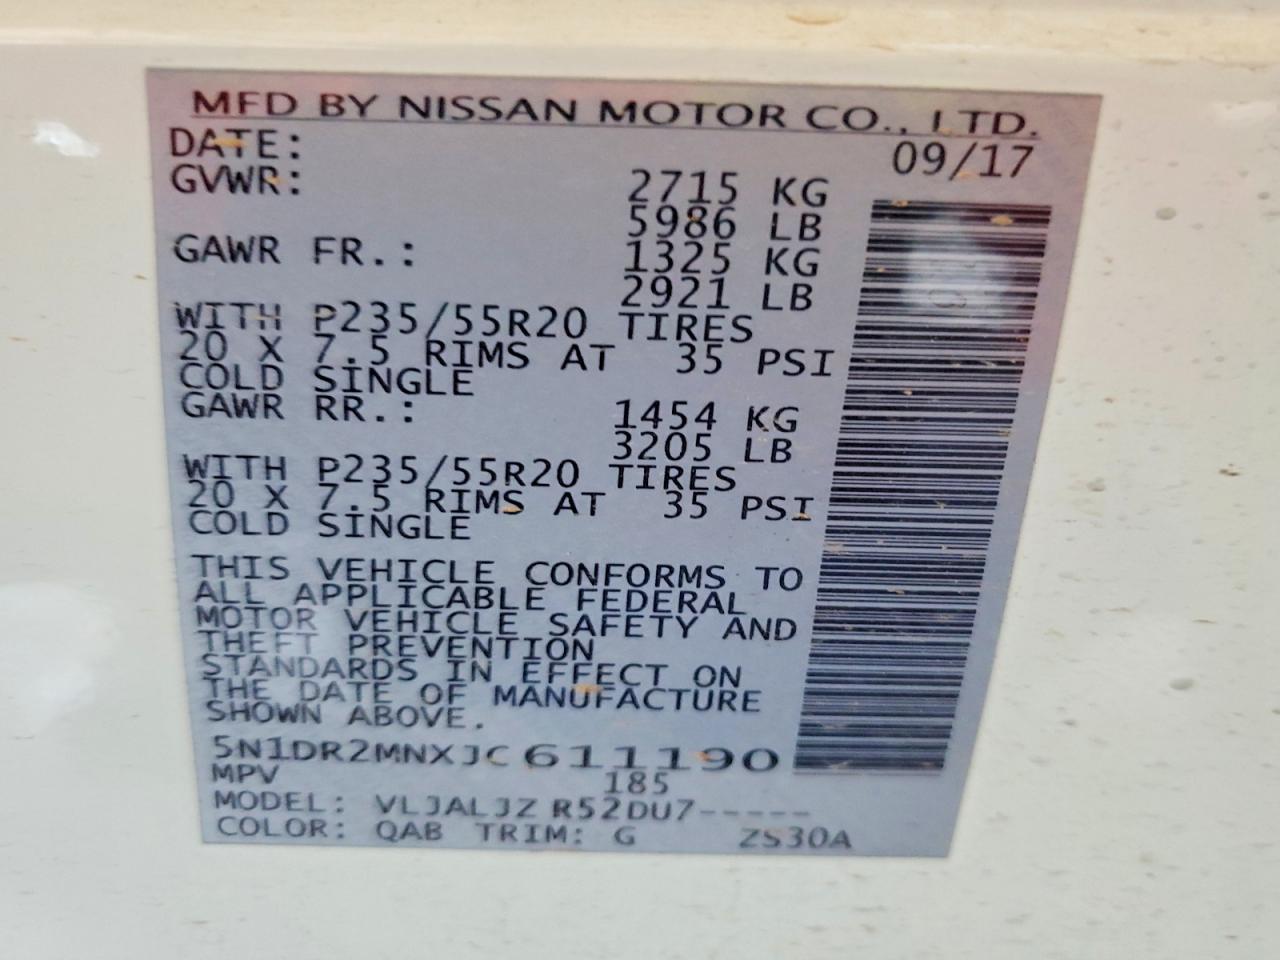 MFD BY NISSAN MOTOR CO., LTD.
DATE: 09/17
GVWR: 2715 KG
5986 LB
GAWR FR.: 1325 KG
2921 LB
WITH P235/55R20 TIRES
20 X 7.5 RIMS AT 35 PSI
COLD SINGLE
GAWR RR.: 1454 KG
3205 LB
WITH P235/55R20 TIRES
20 X 7.5 RIMS AT 35 PSI
COLD SINGLE
THIS VEHICLE CONFORMS TO
ALL APPLICABLE FEDERAL
MOTOR VEHICLE SAFETY AND
THEFT PREVENTION
STANDARDS IN EFFECT ON
THE DATE OF MANUFACTURE
SHOWN ABOVE.
5N1DR2MNXJC611190
MPV 185
MODEL: VLJALJZ R52DU7-----
COLOR: QAB TRIM: G ZS30A